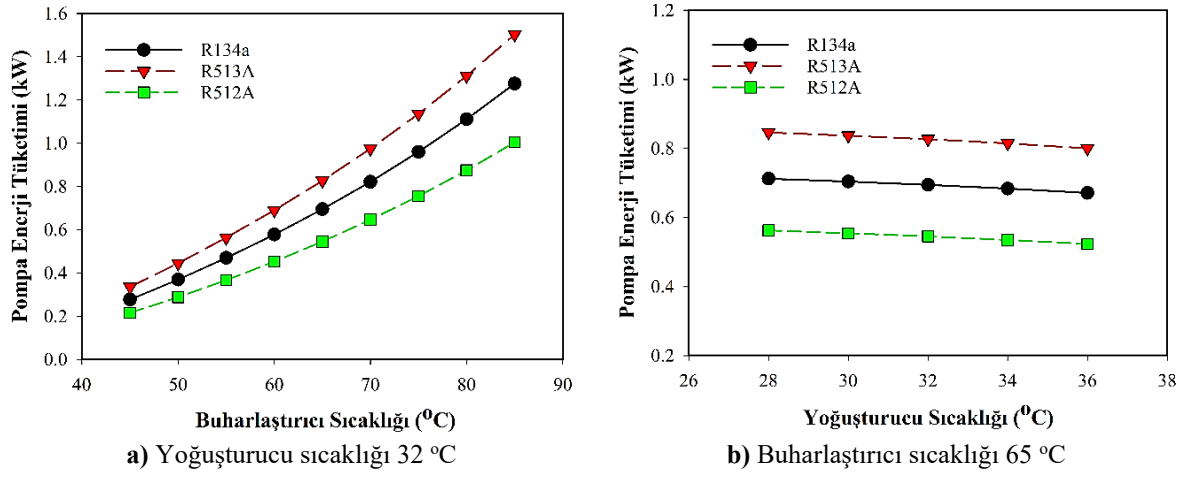 1.6
1.4
1.2
1.0
0.8
0.6
0.4
0.2
0.0
Pompa Enerji Tüketimi (kW)
R134a
R513A
R512A
40 50 60 70 80 90
Buharlaştırıcı Sıcaklığı (⁰C)
a) Yoğuşturucu sıcaklığı 32 °C
1.2
1.0
0.8
0.6
0.4
0.2
Pompa Enerji Tüketimi (kW)
R134a
R513A
R512A
26 28 30 32 34 36 38
Yoğuşturucu Sıcaklığı (⁰C)
b) Buharlaştırıcı sıcaklığı 65 °C